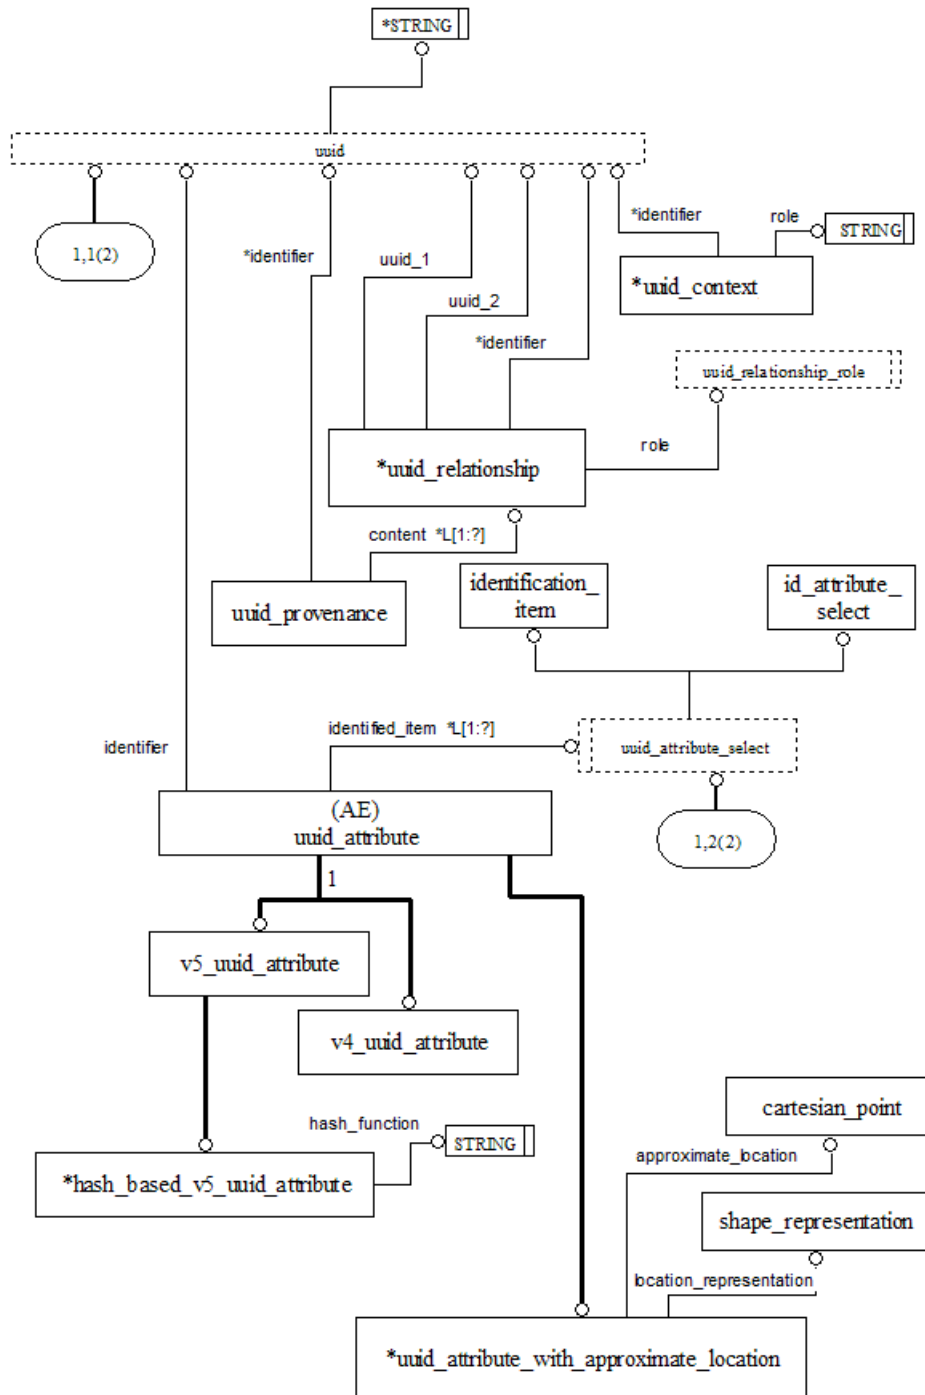 *STRING
uuid
1,1(2)
*identifier
role
STRING
*identifier
uuid_1
*uuid_context
uuid_2
*identifier
uuid_relationship_role
role
*uuid_relationship
content *L[1:?]
identification_
item
id_attribute_
select
uuid_provenance
identified_item *L[1:?]
identifier
uuid_attribute_select
(AE)
uuid_attribute
1,2(2)
1
v5_uuid_attribute
v4_uuid_attribute
cartesian_point
hash_function
STRING
approximate_location
*hash_based_v5_uuid_attribute
shape_representation
location_representation
*uuid_attribute_with_approximate_location